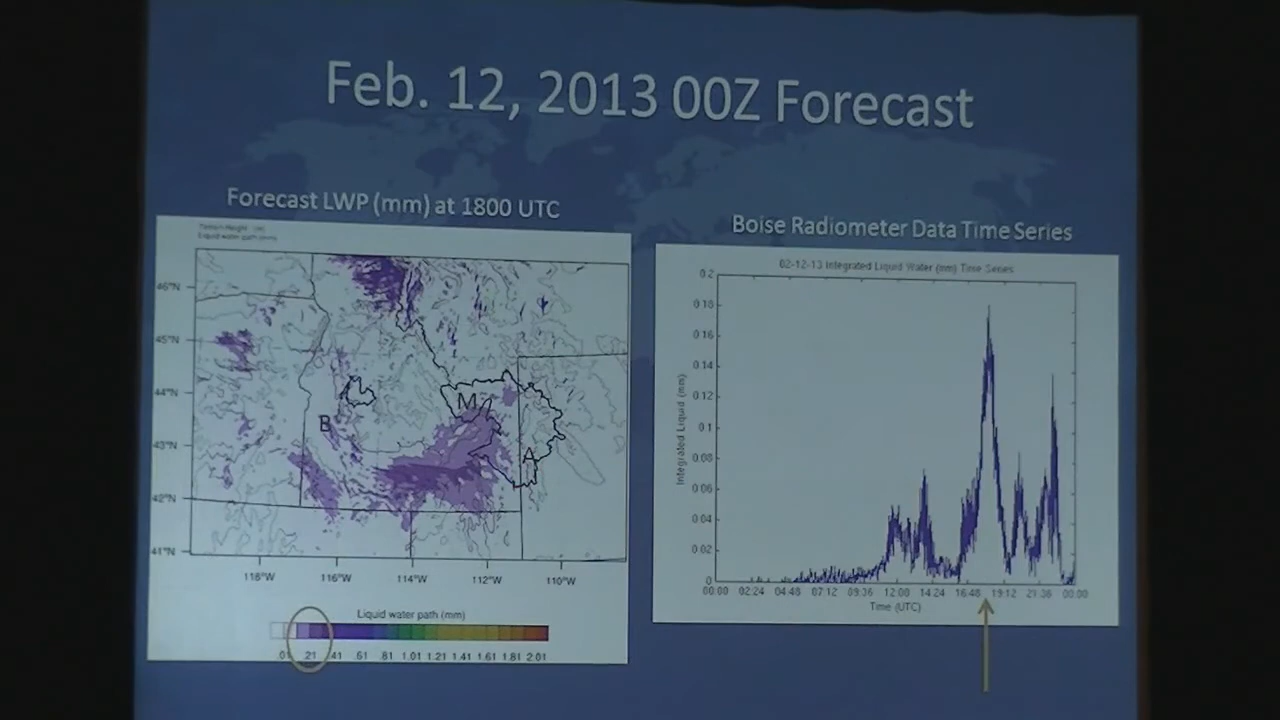 Feb. 12, 2013 00Z Forecast
Forecast LWP (mm) at 1800 UTC
Boise Radiometer Data Time Series
Liquid water path (mm)
46°N
45°N
44°N
43°N
42°N
41°N
B
M
A
118°W 116°W 114°W 112°W 110°W
Liquid water path (mm)
.01 .21 .41 .61 .81 1.01 1.21 1.41 1.61 1.81 2.01
02-12-13 Integrated Liquid Water (mm) Time Series
Integrated Liquid (mm)
0.2
0.18
0.16
0.14
0.12
0.1
0.08
0.06
0.04
0.02
0
00:00 02:24 04:48 07:12 09:36 12:00 14:24 16:48 19:12 21:36 00:00
Time (UTC)